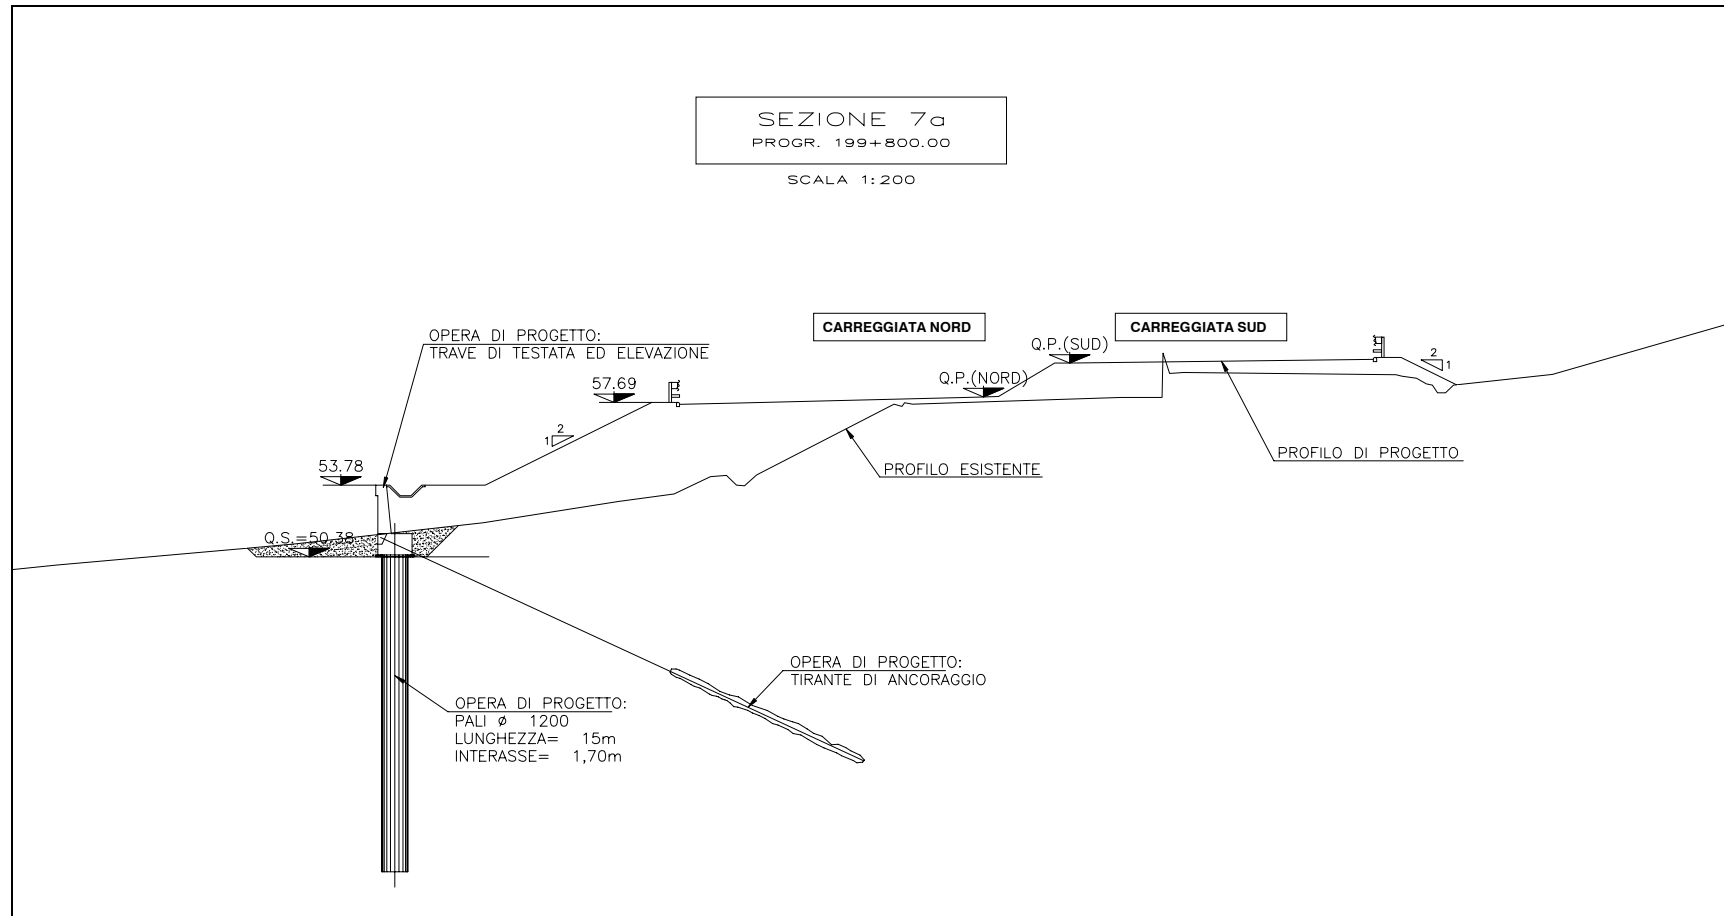 SEZIONE 7a
PROGR. 199+800.00
SCALA 1:200
CARREGGIATA NORD
CARREGGIATA SUD
OPERA DI PROGETTO:
TRAVE DI TESTATA ED ELEVAZIONE
Q.P.(SUD)
Q.P.(NORD)
57.69
2
1
2
1
53.78
PROFILO ESISTENTE
PROFILO DI PROGETTO
Q.S.=50.38
OPERA DI PROGETTO:
TIRANTE DI ANCORAGGIO
OPERA DI PROGETTO:
PALI ø 1200
LUNGHEZZA= 15m
INTERASSE= 1,70m